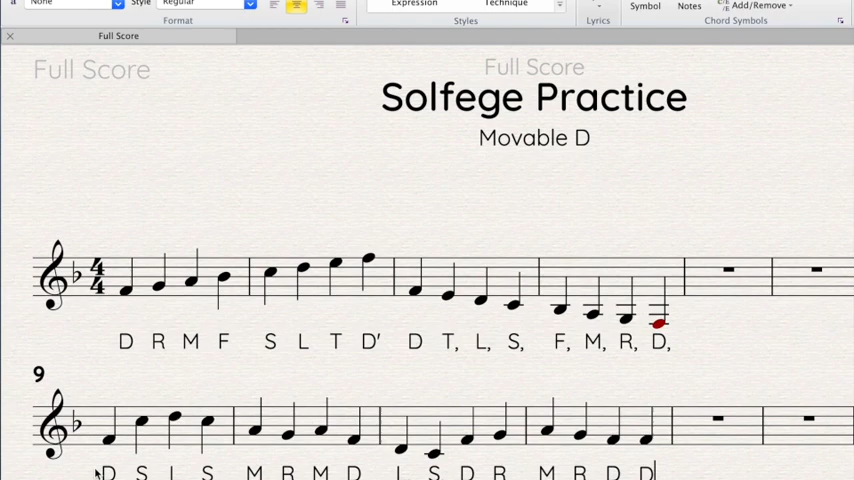 None Style Regular Expression Technique Symbol Notes Add/Remove
Format Styles Lyrics Chord Symbols
Full Score
Full Score Full Score
Solfege Practice
Movable D
4
4
D R M F S L T D' D T, L, S, F, M, R, D,
9
D S L S M R M D L S D R M R D D